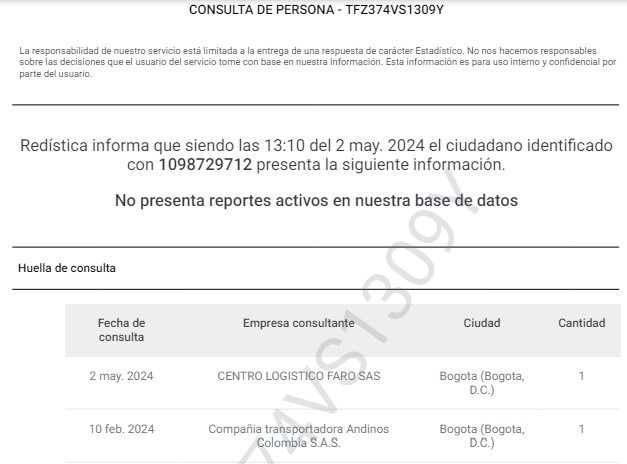 CONSULTA DE PERSONA - TFZ374VS1309Y
La responsabilidad de nuestro servicio está limitada a la entrega de una respuesta de carácter Estadístico. No nos hacemos responsables
sobre las decisiones que el usuario del servicio tome con base en nuestra Información. Esta información es para uso interno y confidencial por
parte del usuario.
Redística informa que siendo las 13:10 del 2 may. 2024 el ciudadano identificado
con 1098729712 presenta la siguiente información.
No presenta reportes activos en nuestra base de datos
Huella de consulta
Fecha de consulta Empresa consultante Ciudad Cantidad
2 may. 2024 CENTRO LOGISTICO FARO SAS Bogota (Bogota, D.C.) 1
10 feb. 2024 Compañia transportadora Andinos Colombia S.A.S. Bogota (Bogota, D.C.) 1
74VS1309Y